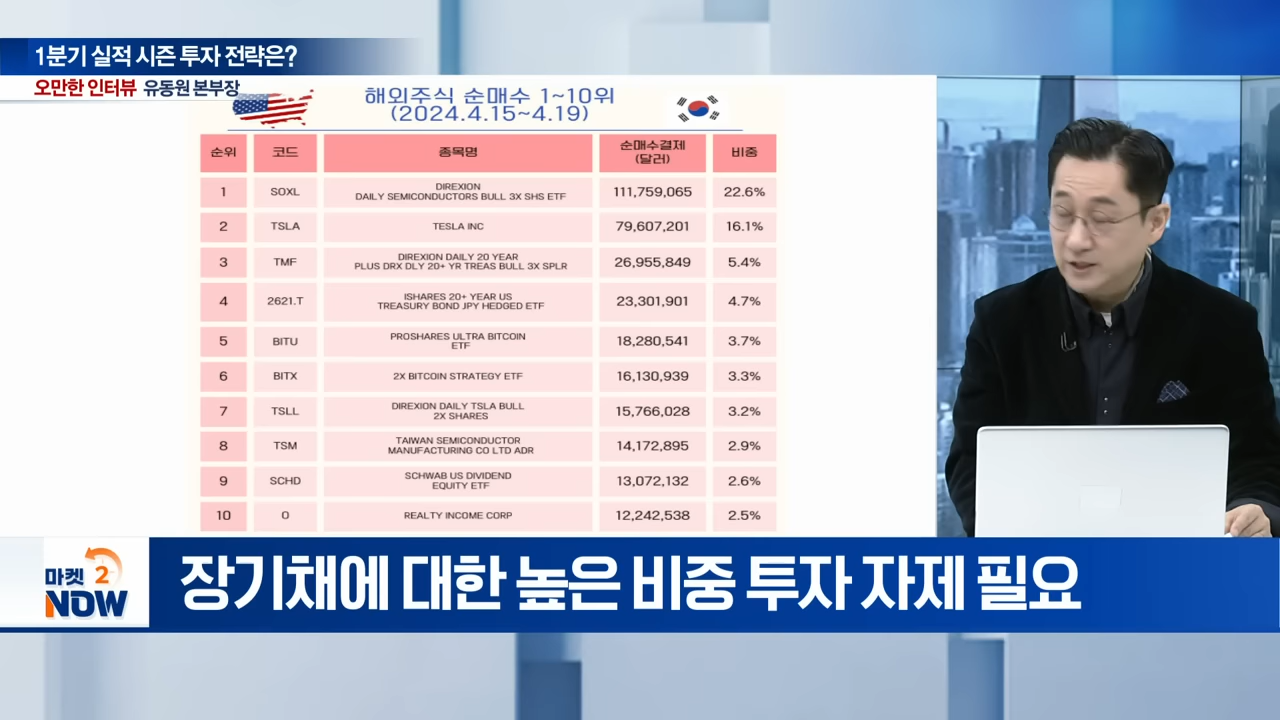 1분기 실적 시즌 투자 전략은?
오만한 인터뷰 유동원 본부장
해외주식 순매수 1~10위
(2024.4.15~4.19)
순위 코드 종목명 순매수결제 (달러) 비중
1 SOXL DIREXION DAILY SEMICONDUCTORS BULL 3X SHS ETF 111,759,065 22.6%
2 TSLA TESLA INC 79,607,201 16.1%
3 TMF DIREXION DAILY 20 YEAR PLUS DRX DLY 20+ YR TREAS BULL 3X SPLR 26,955,849 5.4%
4 2621.T ISHARES 20+ YEAR US TREASURY BOND JPY HEDGED ETF 23,301,901 4.7%
5 BITU PROSHARES ULTRA BITCOIN ETF 18,280,541 3.7%
6 BITX 2X BITCOIN STRATEGY ETF 16,130,939 3.3%
7 TSLL DIREXION DAILY TSLA BULL 2X SHARES 15,766,028 3.2%
8 TSM TAIWAN SEMICONDUCTOR MANUFACTURING CO LTD ADR 14,172,895 2.9%
9 SCHD SCHWAB US DIVIDEND EQUITY ETF 13,072,132 2.6%
10 O REALTY INCOME CORP 12,242,538 2.5%
마켓 2
NOW
장기채에 대한 높은 비중 투자 자제 필요